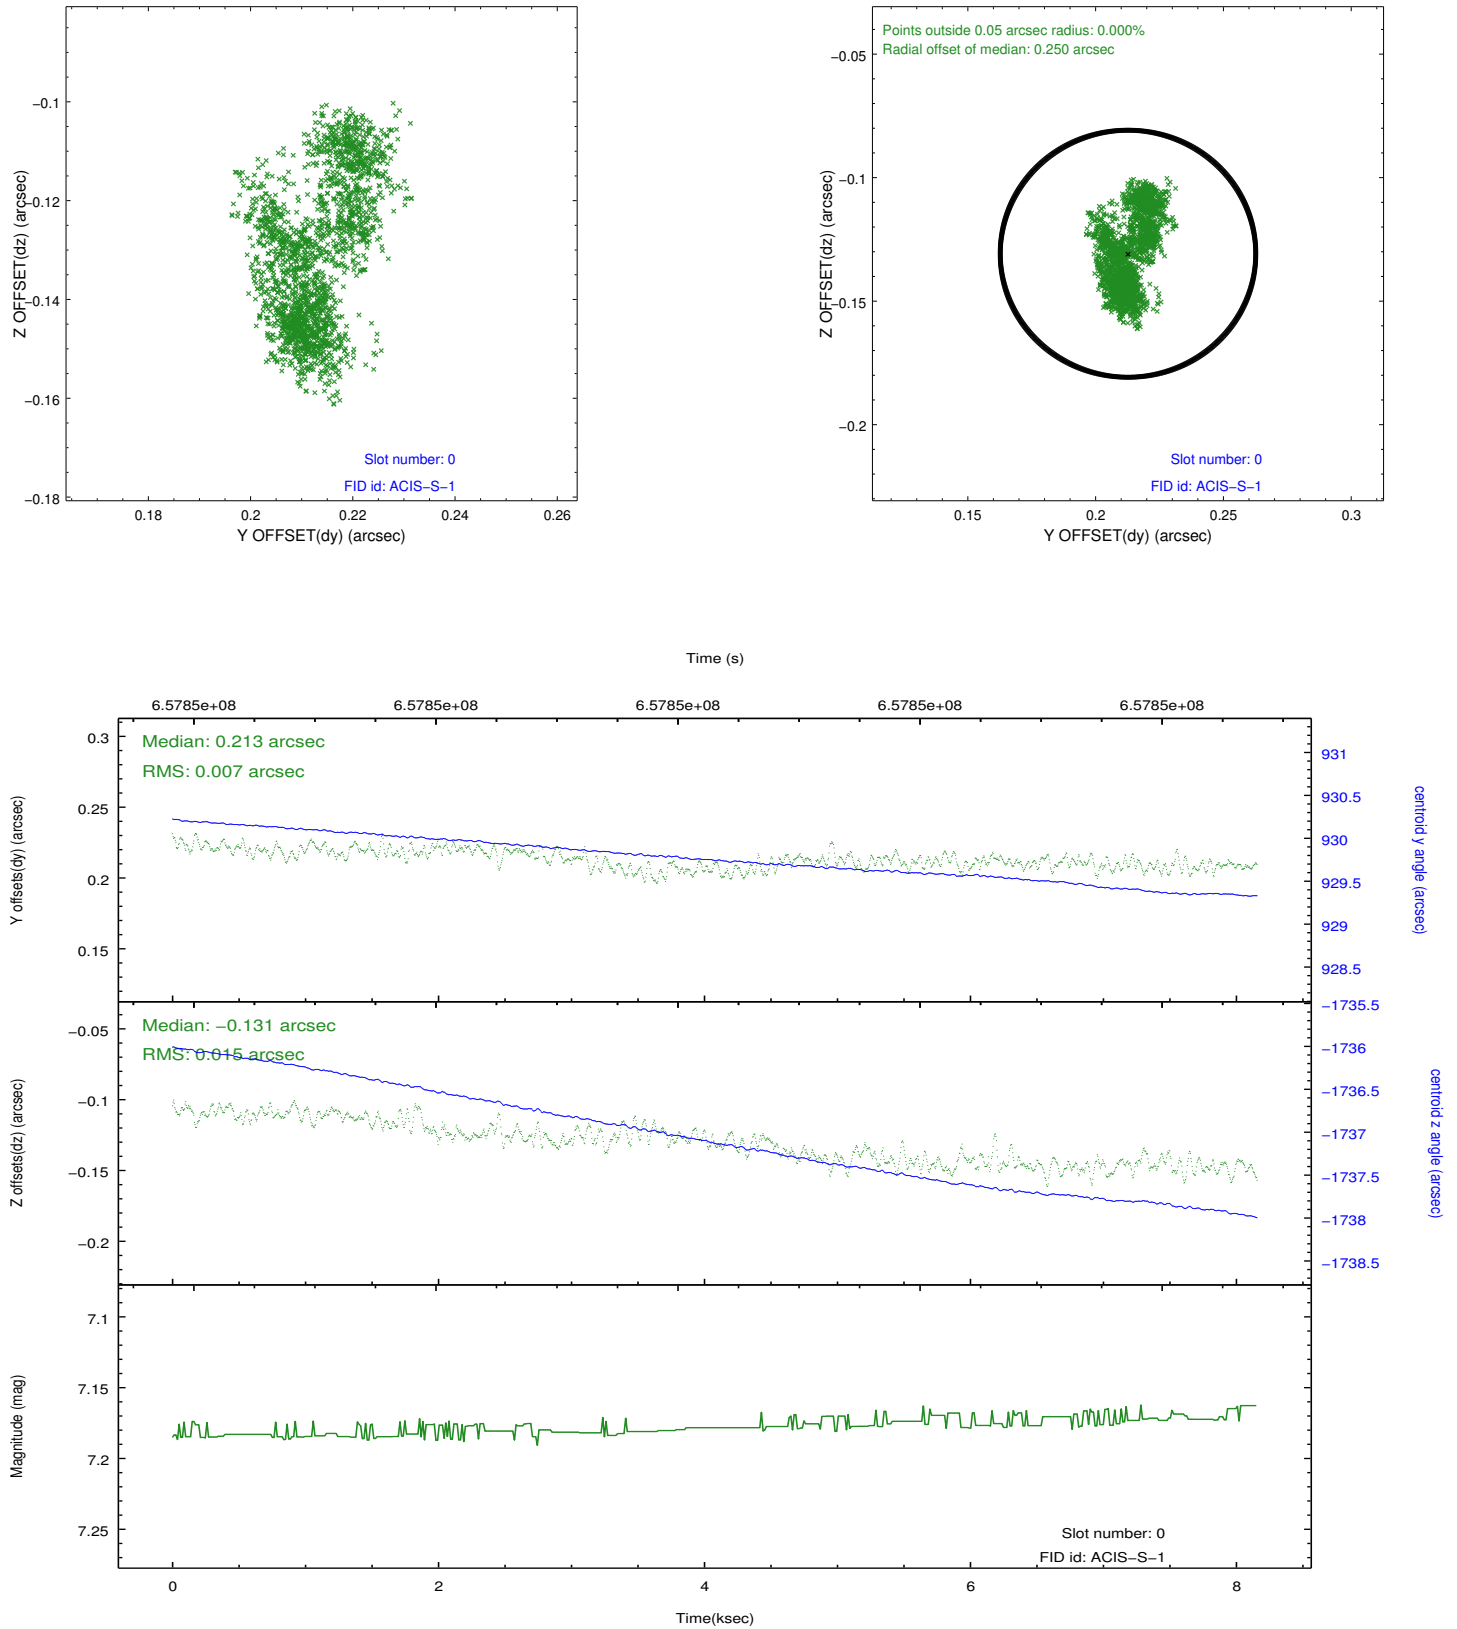 −0.1
−0.12
−0.14
−0.16
−0.18
Z OFFSET(dz) (arcsec)
Slot number: 0
FID id: ACIS−S−1
0.18
0.2
0.22
0.24
0.26
Y OFFSET(dy) (arcsec)
Points outside 0.05 arcsec radius: 0.000%
Radial offset of median: 0.250 arcsec
−0.05
−0.1
−0.15
−0.2
Z OFFSET(dz) (arcsec)
Slot number: 0
FID id: ACIS−S−1
0.15
0.2
0.25
0.3
Y OFFSET(dy) (arcsec)
Time (s)
6.5785e+08
6.5785e+08
6.5785e+08
6.5785e+08
6.5785e+08
Median: 0.213 arcsec
RMS: 0.007 arcsec
0.3
0.25
0.2
0.15
Y offsets(dy) (arcsec)
931
930.5
930
929.5
929
928.5
centroid y angle (arcsec)
Median: −0.131 arcsec
RMS: 0.015 arcsec
−0.05
−0.1
−0.15
−0.2
Z offsets(dz) (arcsec)
−1735.5
−1736
−1736.5
−1737
−1737.5
−1738
−1738.5
centroid z angle (arcsec)
7.1
7.15
7.2
7.25
Magnitude (mag)
Slot number: 0
FID id: ACIS−S−1
0
2
4
6
8
Time(ksec)